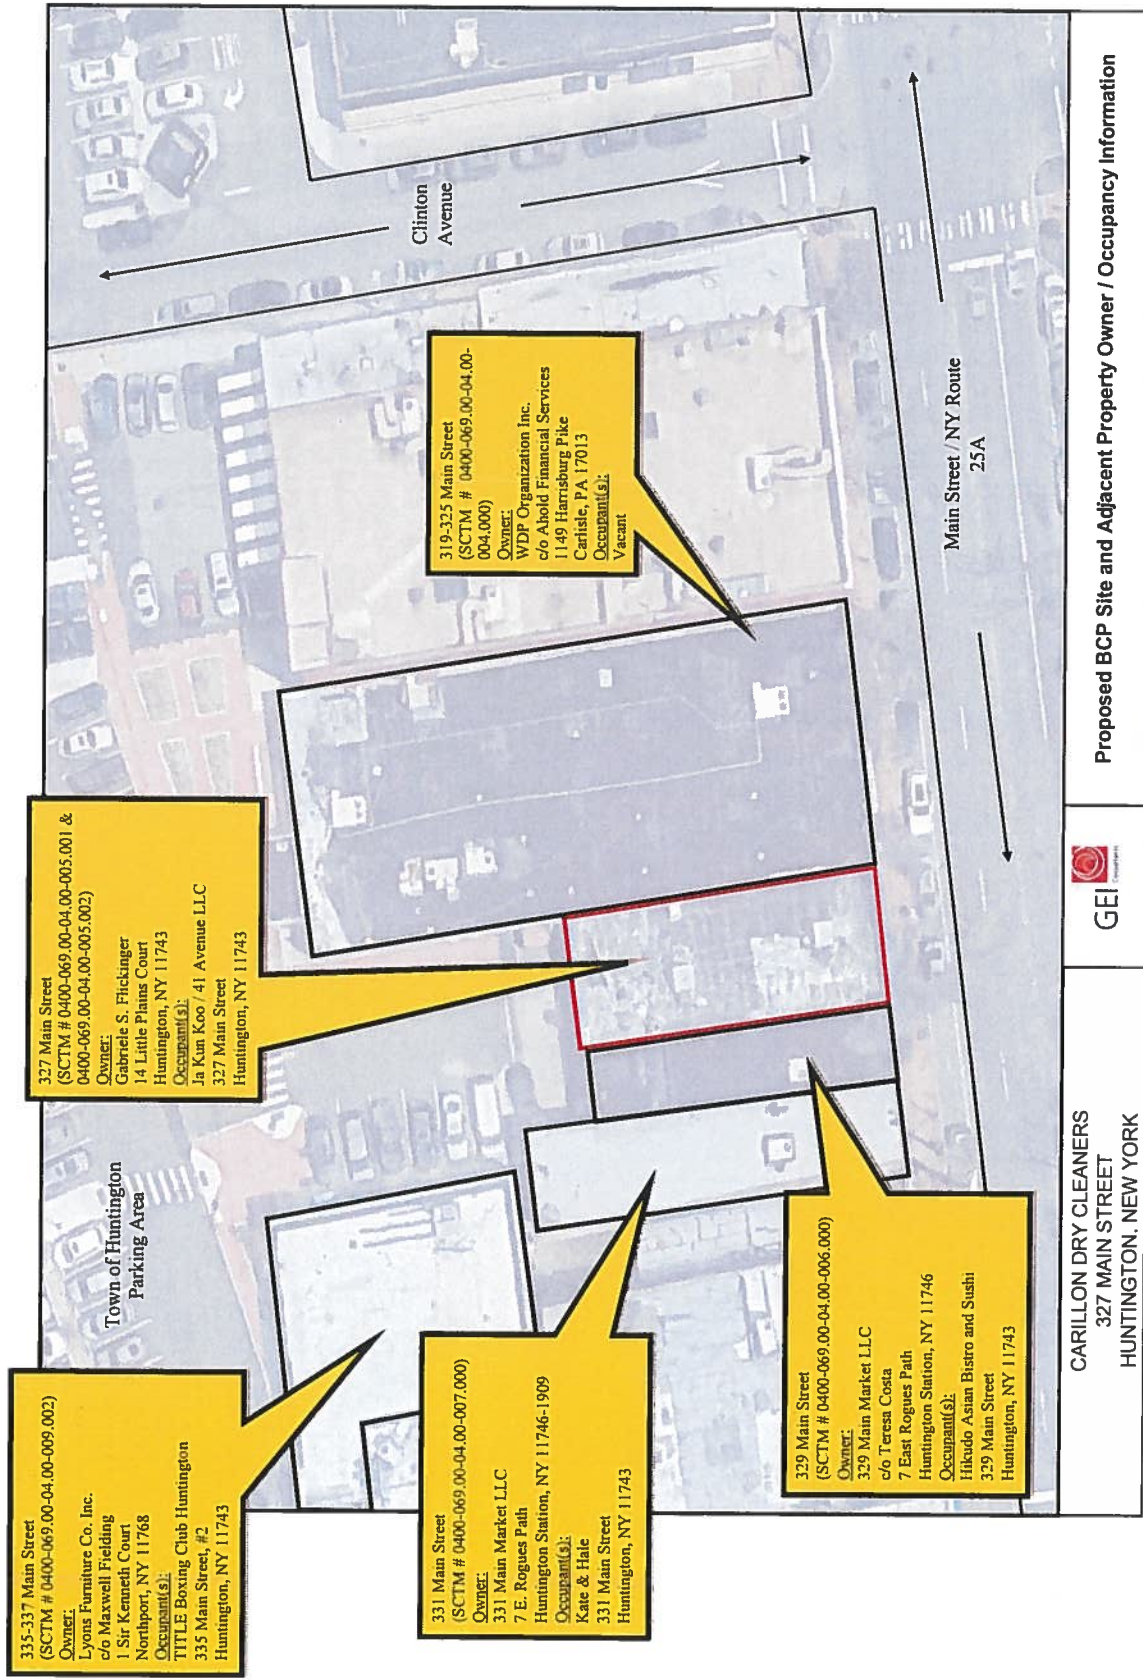 335-337 Main Street
(SCTM # 0400-069.00-04.00-009.002)
Owner:
Lyons Furniture Co. Inc.
c/o Maxwell Fielding
1 Sir Kenneth Court
Northport, NY 11768
Occupant(s):
TITLE Boxing Club Huntington
335 Main Street, #2
Huntington, NY 11743
Town of Huntington
Parking Area
327 Main Street
(SCTM # 0400-069.00-04.00-005.001 &
0400-069.00-04.00-005.002)
Owner:
Gabriele S. Flickinger
14 Little Plains Court
Huntington, NY 11743
Occupant(s):
Ja Kun Koo / 41 Avenue LLC
327 Main Street
Huntington, NY 11743
Clinton
Avenue
319-325 Main Street
(SCTM # 0400-069.00-04.00-
004.000)
Owner:
WDP Organization Inc.
c/o Ahold Financial Services
1149 Harrisburg Pike
Carlisle, PA 17013
Occupant(s):
Vacant
331 Main Street
(SCTM # 0400-069.00-04.00-007.000)
Owner:
331 Main Market LLC
7 E. Rogues Path
Huntington Station, NY 11746-1909
Occupant(s):
Kate & Hale
331 Main Street
Huntington, NY 11743
329 Main Street
(SCTM # 0400-069.00-04.00-006.000)
Owner:
329 Main Market LLC
c/o Teresa Costa
7 East Rogues Path
Huntington Station, NY 11746
Occupant(s):
Hikudo Asian Bistro and Sushi
329 Main Street
Huntington, NY 11743
Main Street / NY Route
25A
CARILLON DRY CLEANERS
327 MAIN STREET
HUNTINGTON, NEW YORK
GEI Consultants
Proposed BCP Site and Adjacent Property Owner / Occupancy Information